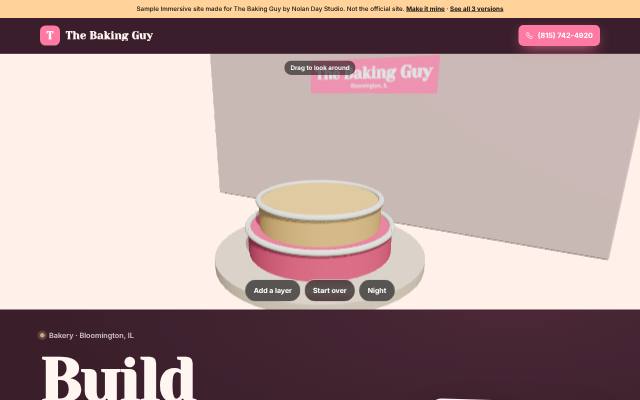 Sample Immersive site made for The Baking Guy by Nolan Day Studio. Not the official site. Make it mine · See all 3 versions
T The Baking Guy
(815) 742-4920
Drag to look around
The Baking Guy
Bloomington, IL
Add a layer
Start over
Night
Bakery · Bloomington, IL
Build